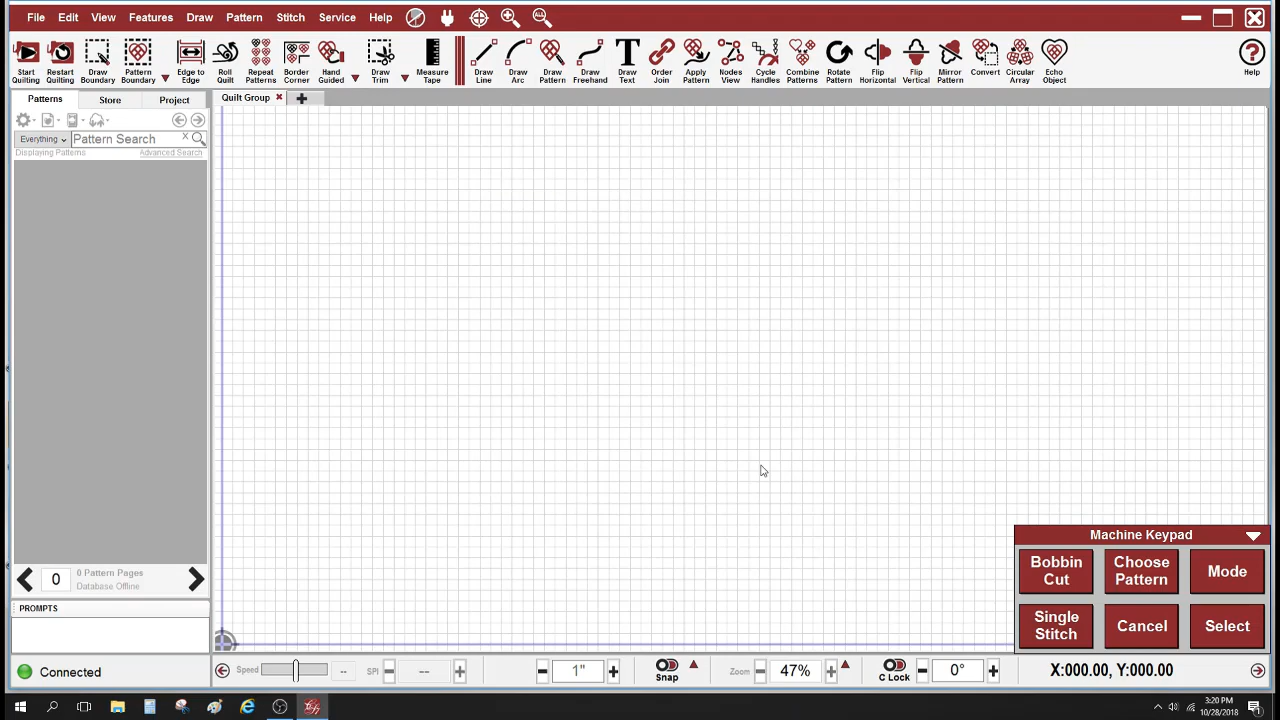 File Edit View Features Draw Pattern Stitch Service Help
ALL
Start Quilting
Restart Quilting
Draw Boundary
Pattern Boundary
Edge to Edge
Roll Quilt
Repeat Patterns
Border Corner
Hand Guided
Draw Trim
Measure Tape
Draw Line
Draw Arc
Draw Pattern
Draw Freehand
Draw Text
Order Join
Apply Pattern
Nodes View
Cycle Handles
Combine Patterns
Rotate Pattern
Flip Horizontal
Flip Vertical
Mirror Pattern
Convert
Circular Array
Echo Object
Help
Patterns Store Project
Quilt Group
Everything Pattern Search X
Displaying Patterns Advanced Search
0 0 Pattern Pages
Database Offline
PROMPTS
Machine Keypad
Bobbin Cut
Choose Pattern
Mode
Single Stitch
Cancel
Select
Connected
Speed -- SPI -- 1" Snap Zoom 47% C Lock 0° X:000.00, Y:000.00
3:20 PM
10/28/2018